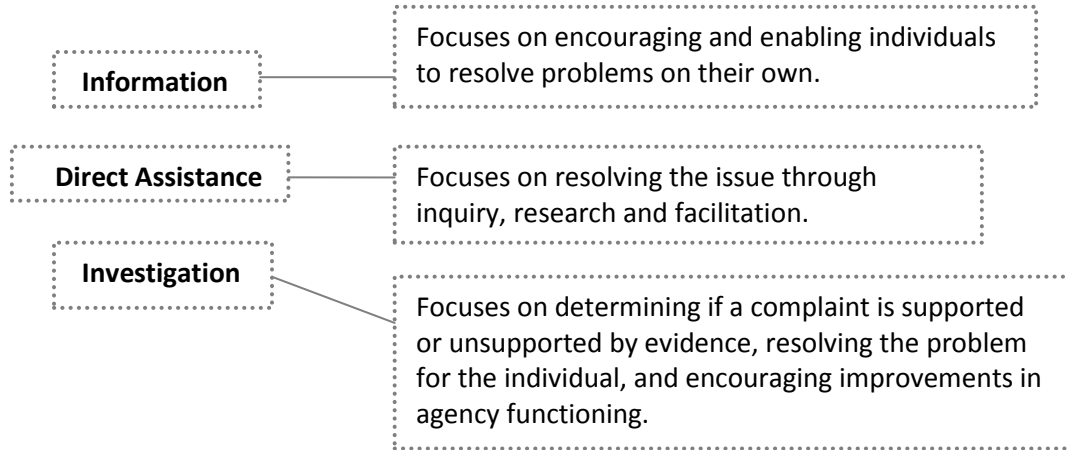 Information
Focuses on encouraging and enabling individuals
to resolve problems on their own.
Direct Assistance
Focuses on resolving the issue through
inquiry, research and facilitation.
Investigation
Focuses on determining if a complaint is supported
or unsupported by evidence, resolving the problem
for the individual, and encouraging improvements in
agency functioning.